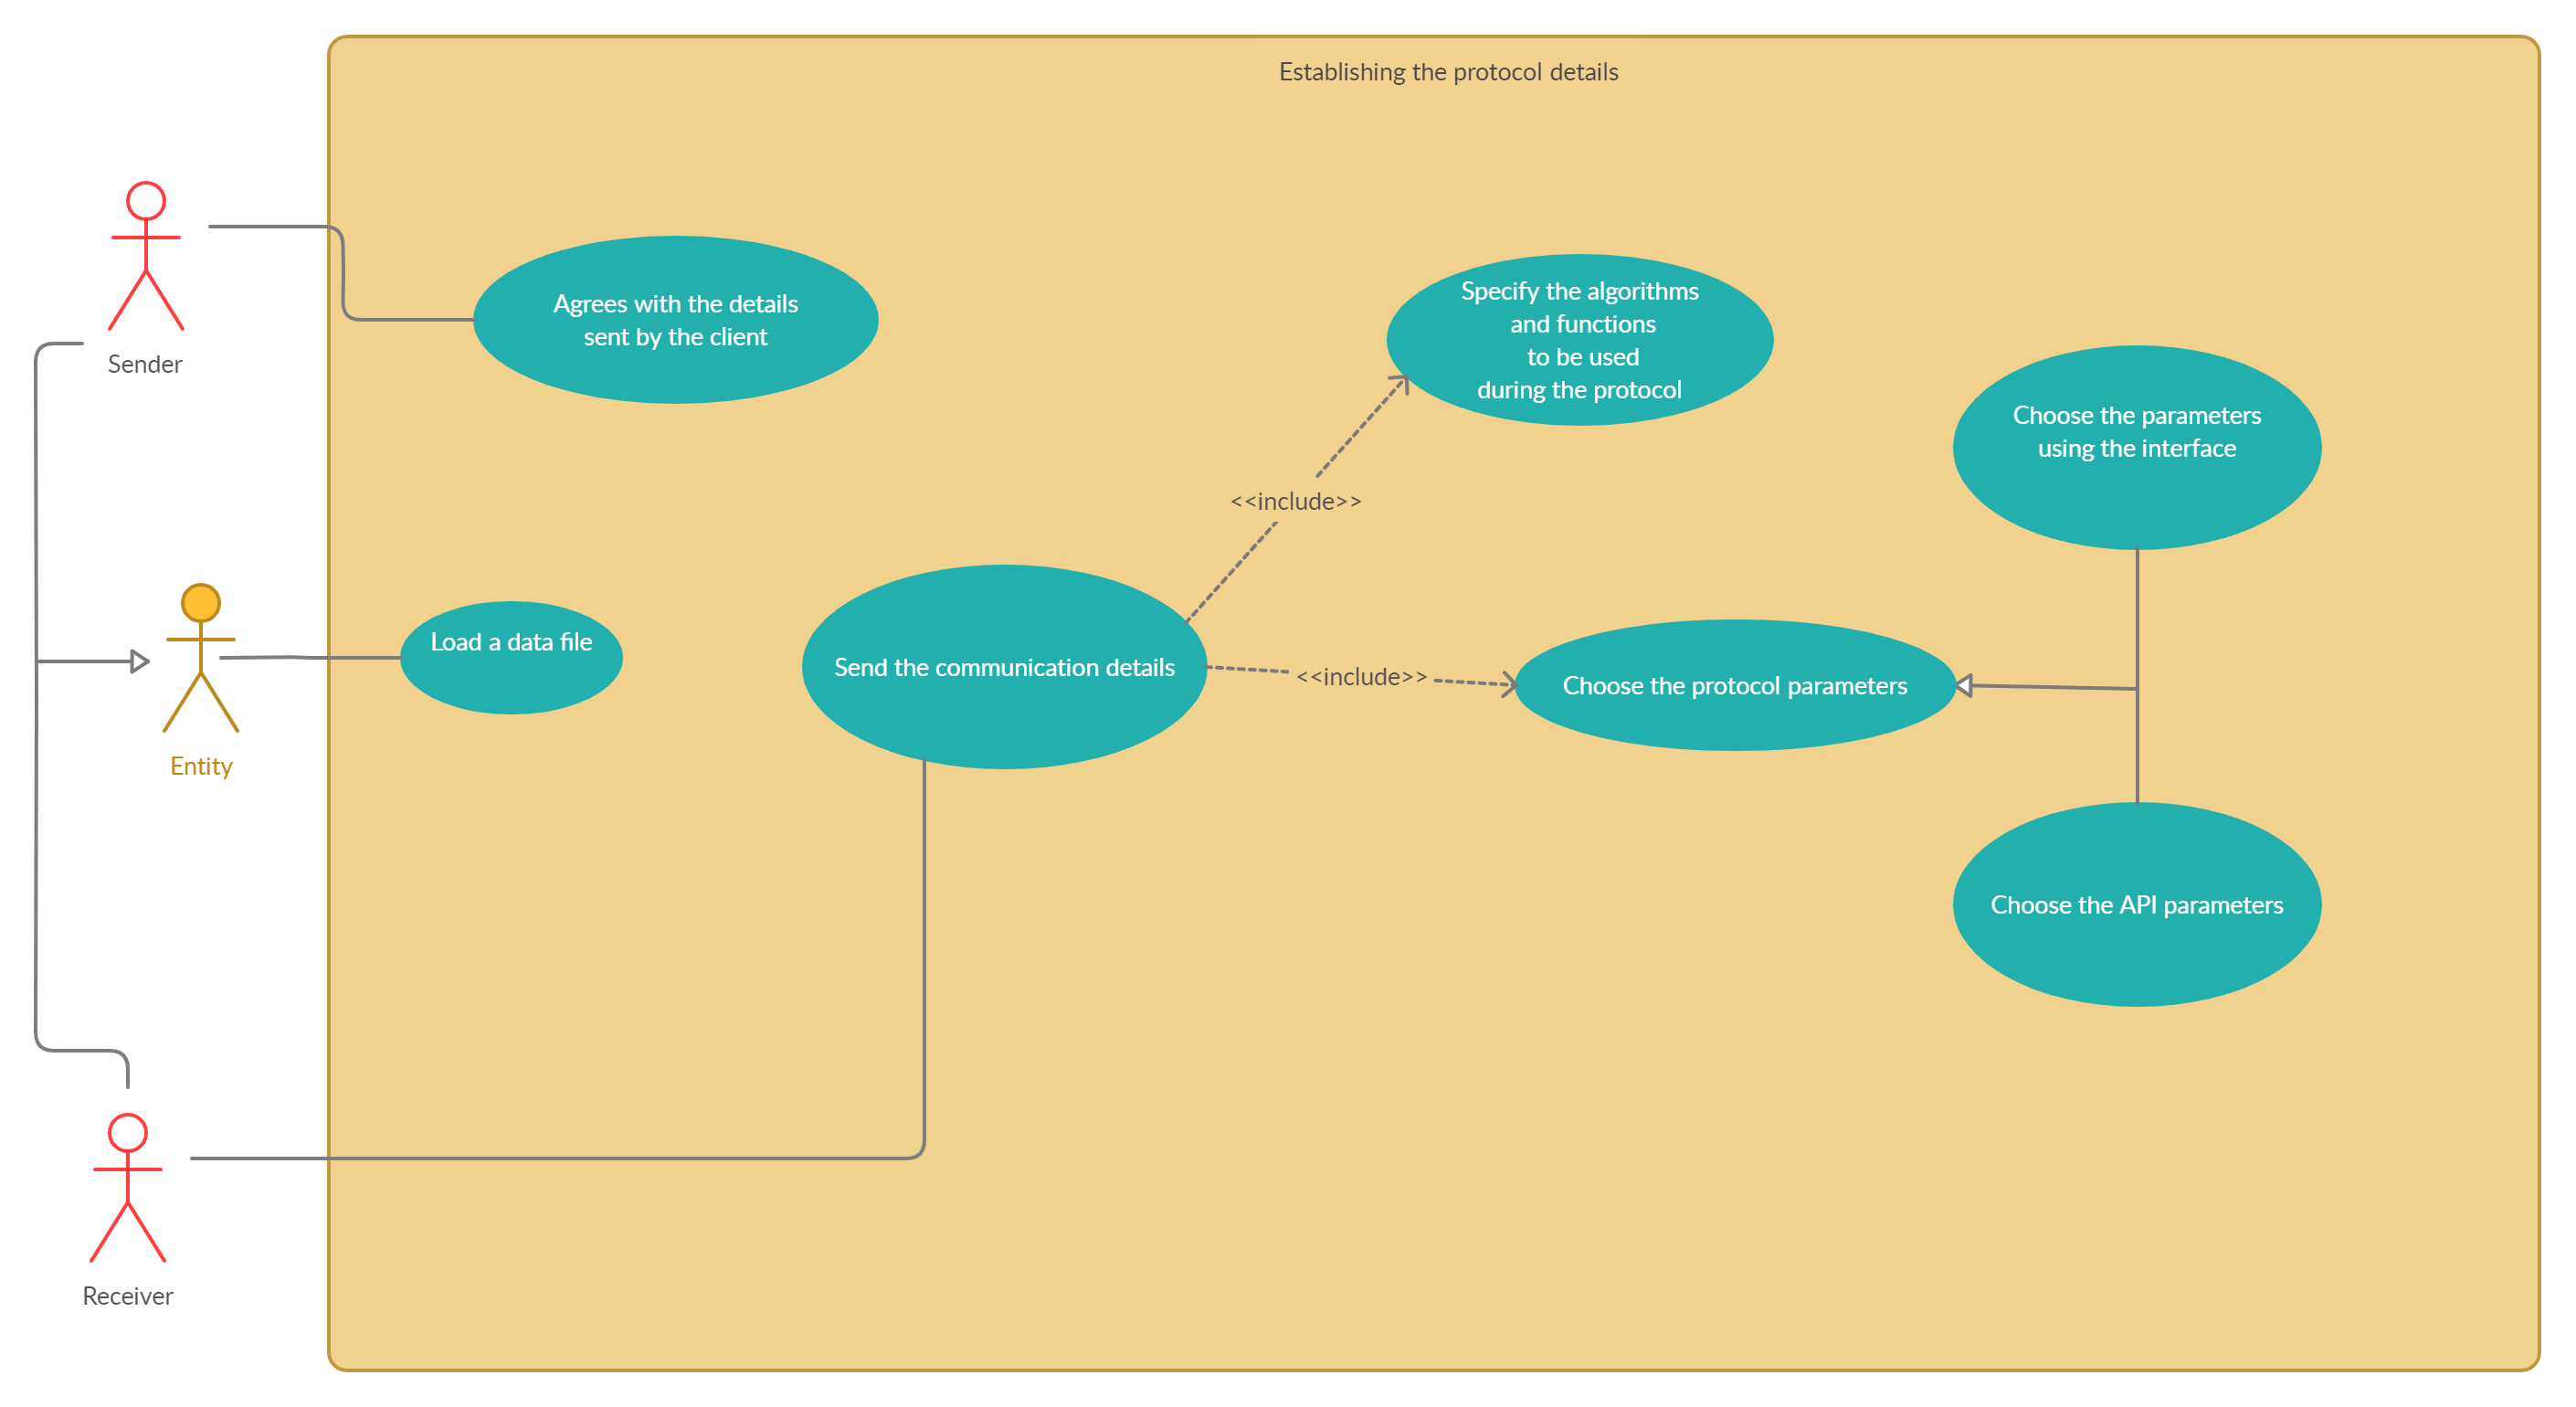 Establishing the protocol details
Sender
Agrees with the details
sent by the client
Specify the algorithms
and functions
to be used
during the protocol
Choose the parameters
using the interface
<<include>>
Entity
Load a data file
Send the communication details
<<include>>
Choose the protocol parameters
Choose the API parameters
Receiver